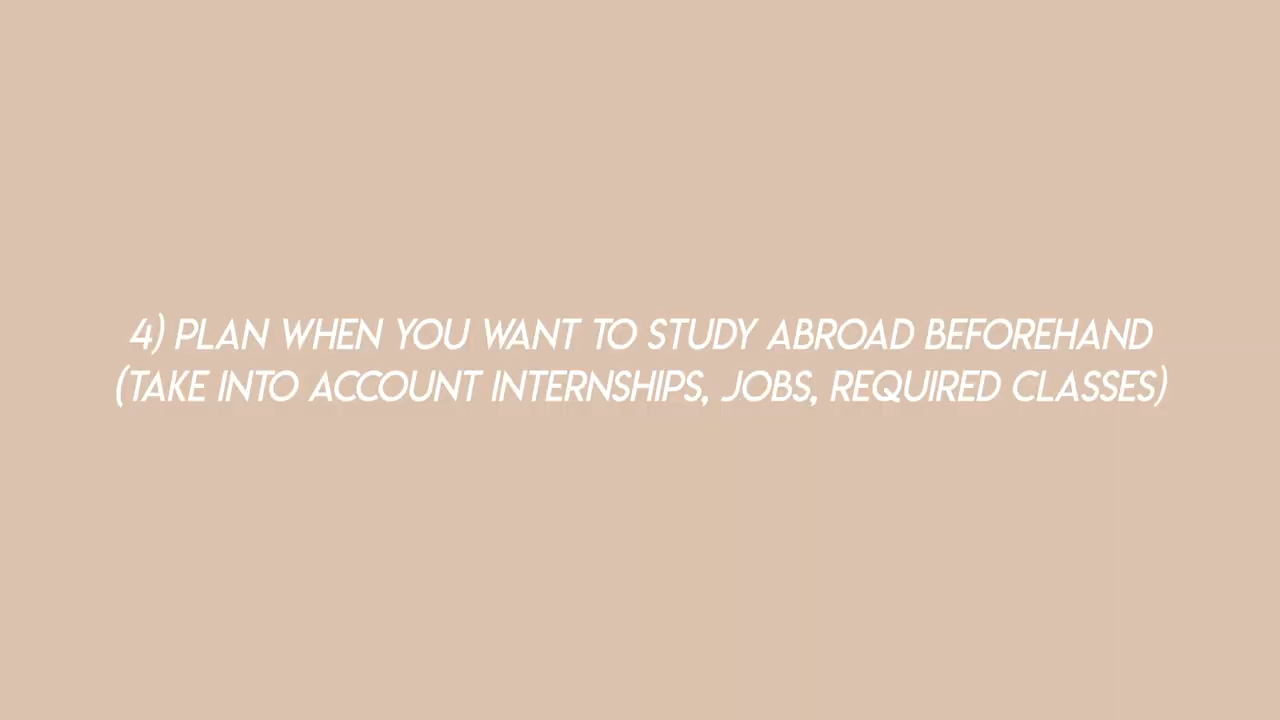 4) PLAN WHEN YOU WANT TO STUDY ABROAD BEFOREHAND
(TAKE INTO ACCOUNT INTERNSHIPS, JOBS, REQUIRED CLASSES)